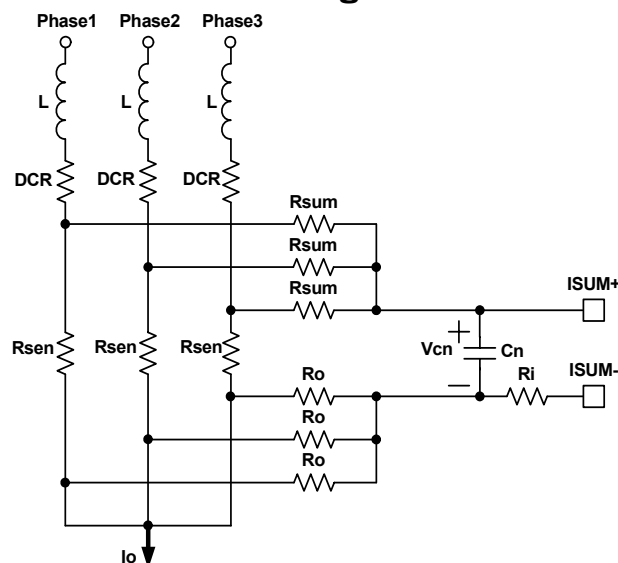 Phase1 Phase2 Phase3
L L L
DCR DCR DCR
Rsum
Rsum
ISUM+
Rsum
Rsen Rsen Rsen
Vcn Cn
Ro
Ri
ISUM-
Ro
Ro
Io